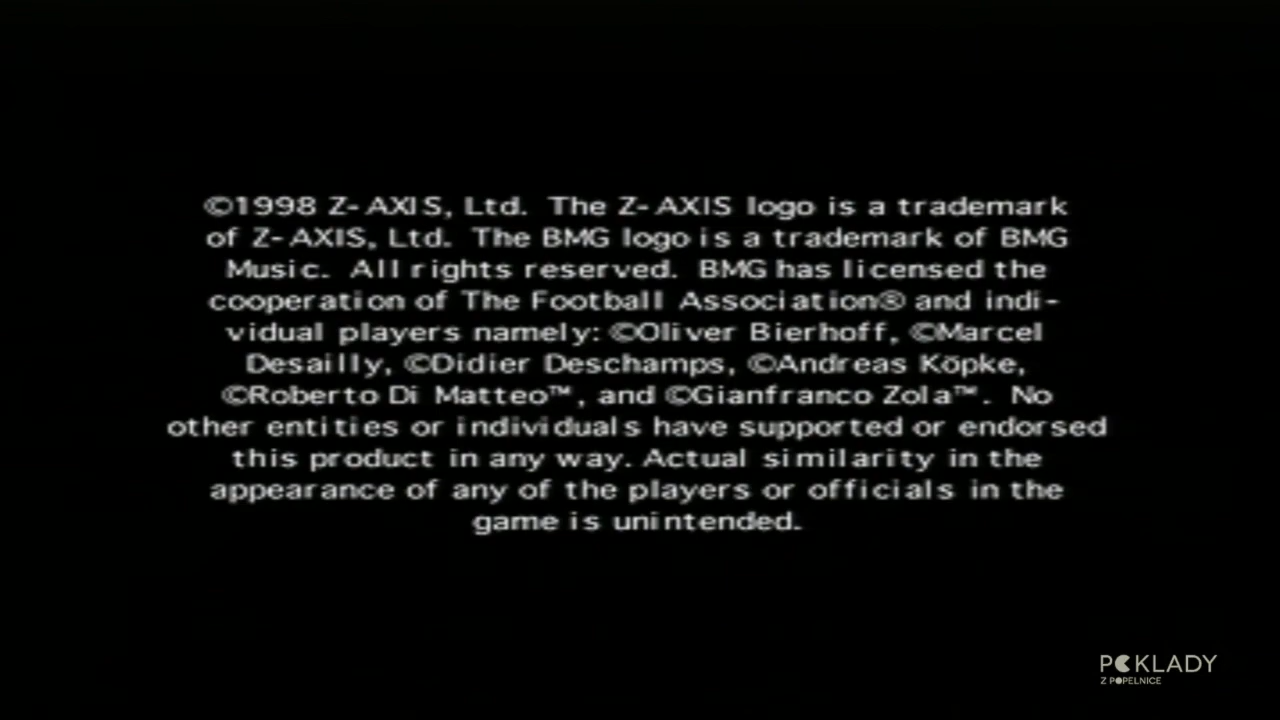 ©1998 Z-AXIS, Ltd. The Z-AXIS logo is a trademark
of Z-AXIS, Ltd. The BMG logo is a trademark of BMG
Music. All rights reserved. BMG has licensed the
cooperation of The Football Association® and indi-
vidual players namely: ©Oliver Bierhoff, ©Marcel
Desailly, ©Didier Deschamps, ©Andreas Köpke,
©Roberto Di Matteo™, and ©Gianfranco Zola™. No
other entities or individuals have supported or endorsed
this product in any way. Actual similarity in the
appearance of any of the players or officials in the
game is unintended.
POKLADY
Z POPELNICE